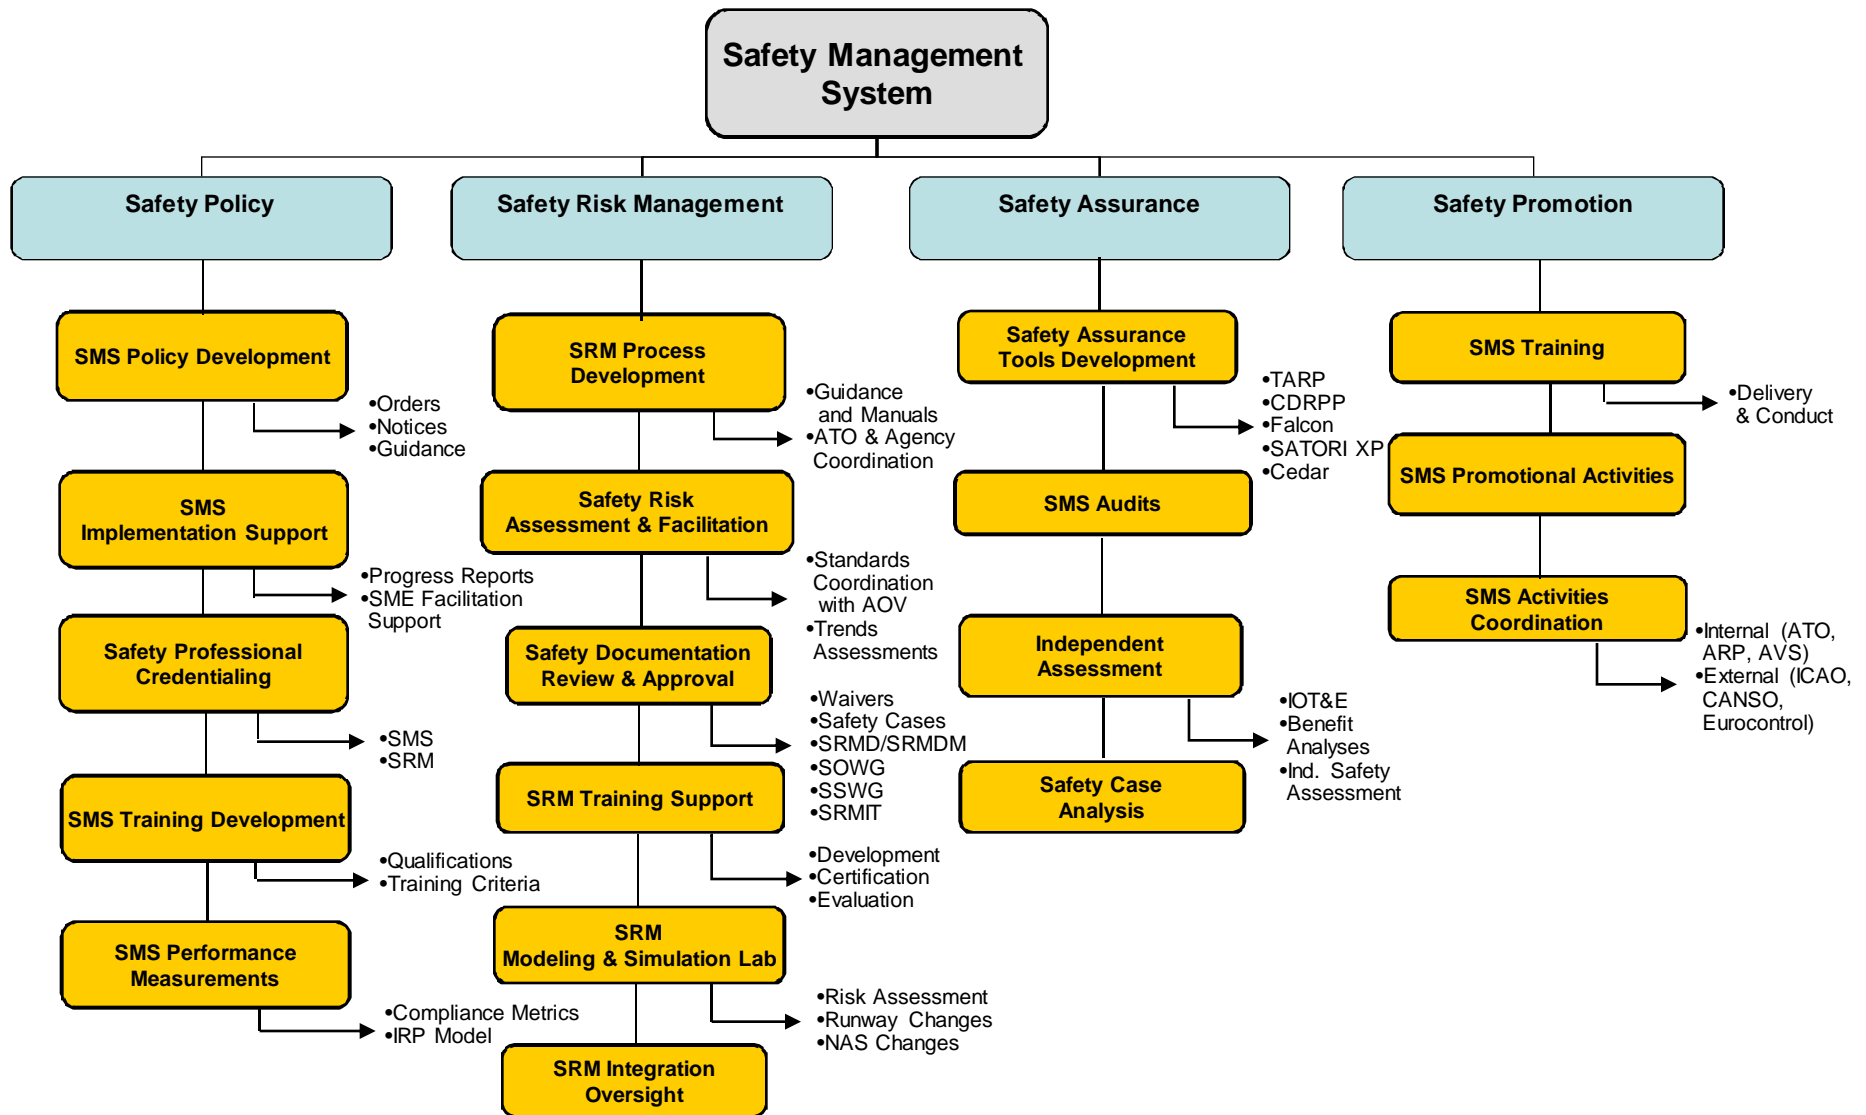 Safety Management
System
Safety Policy
SMS Policy Development
•Orders
•Notices
•Guidance
SMS
Implementation Support
•Progress Reports
•SME Facilitation
Support
Safety Professional
Credentialing
•SMS
•SRM
SMS Training Development
•Qualifications
•Training Criteria
SMS Performance
Measurements
•Compliance Metrics
•IRP Model
Safety Risk Management
SRM Process
Development
•Guidance
and Manuals
•ATO & Agency
Coordination
Safety Risk
Assessment & Facilitation
•Standards
Coordination
with AOV
•Trends
Assessments
Safety Documentation
Review & Approval
•Waivers
•Safety Cases
•SRMD/SRMDM
•SOWG
•SSWG
•SRMIT
SRM Training Support
•Development
•Certification
•Evaluation
SRM
Modeling & Simulation Lab
•Risk Assessment
•Runway Changes
•NAS Changes
SRM Integration
Oversight
Safety Assurance
Safety Assurance
Tools Development
•TARP
•CDRPP
•Falcon
•SATORI XP
•Cedar
SMS Audits
Independent
Assessment
•IOT&E
•Benefit
Analyses
•Ind. Safety
Assessment
Safety Case
Analysis
Safety Promotion
SMS Training
•Delivery
& Conduct
SMS Promotional Activities
SMS Activities
Coordination
•Internal (ATO,
ARP, AVS)
•External (ICAO,
CANSO,
Eurocontrol)